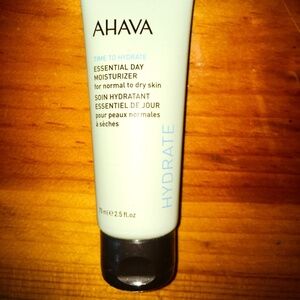 AHAVA
TIME TO HYDRATE
ESSENTIAL DAY
MOISTURIZER
for normal to dry skin
SOIN HYDRATANT
ESSENTIEL DE JOUR
pour peaux normales
à sèches
HYDRATE
75 ml e 2.5 fl.oz